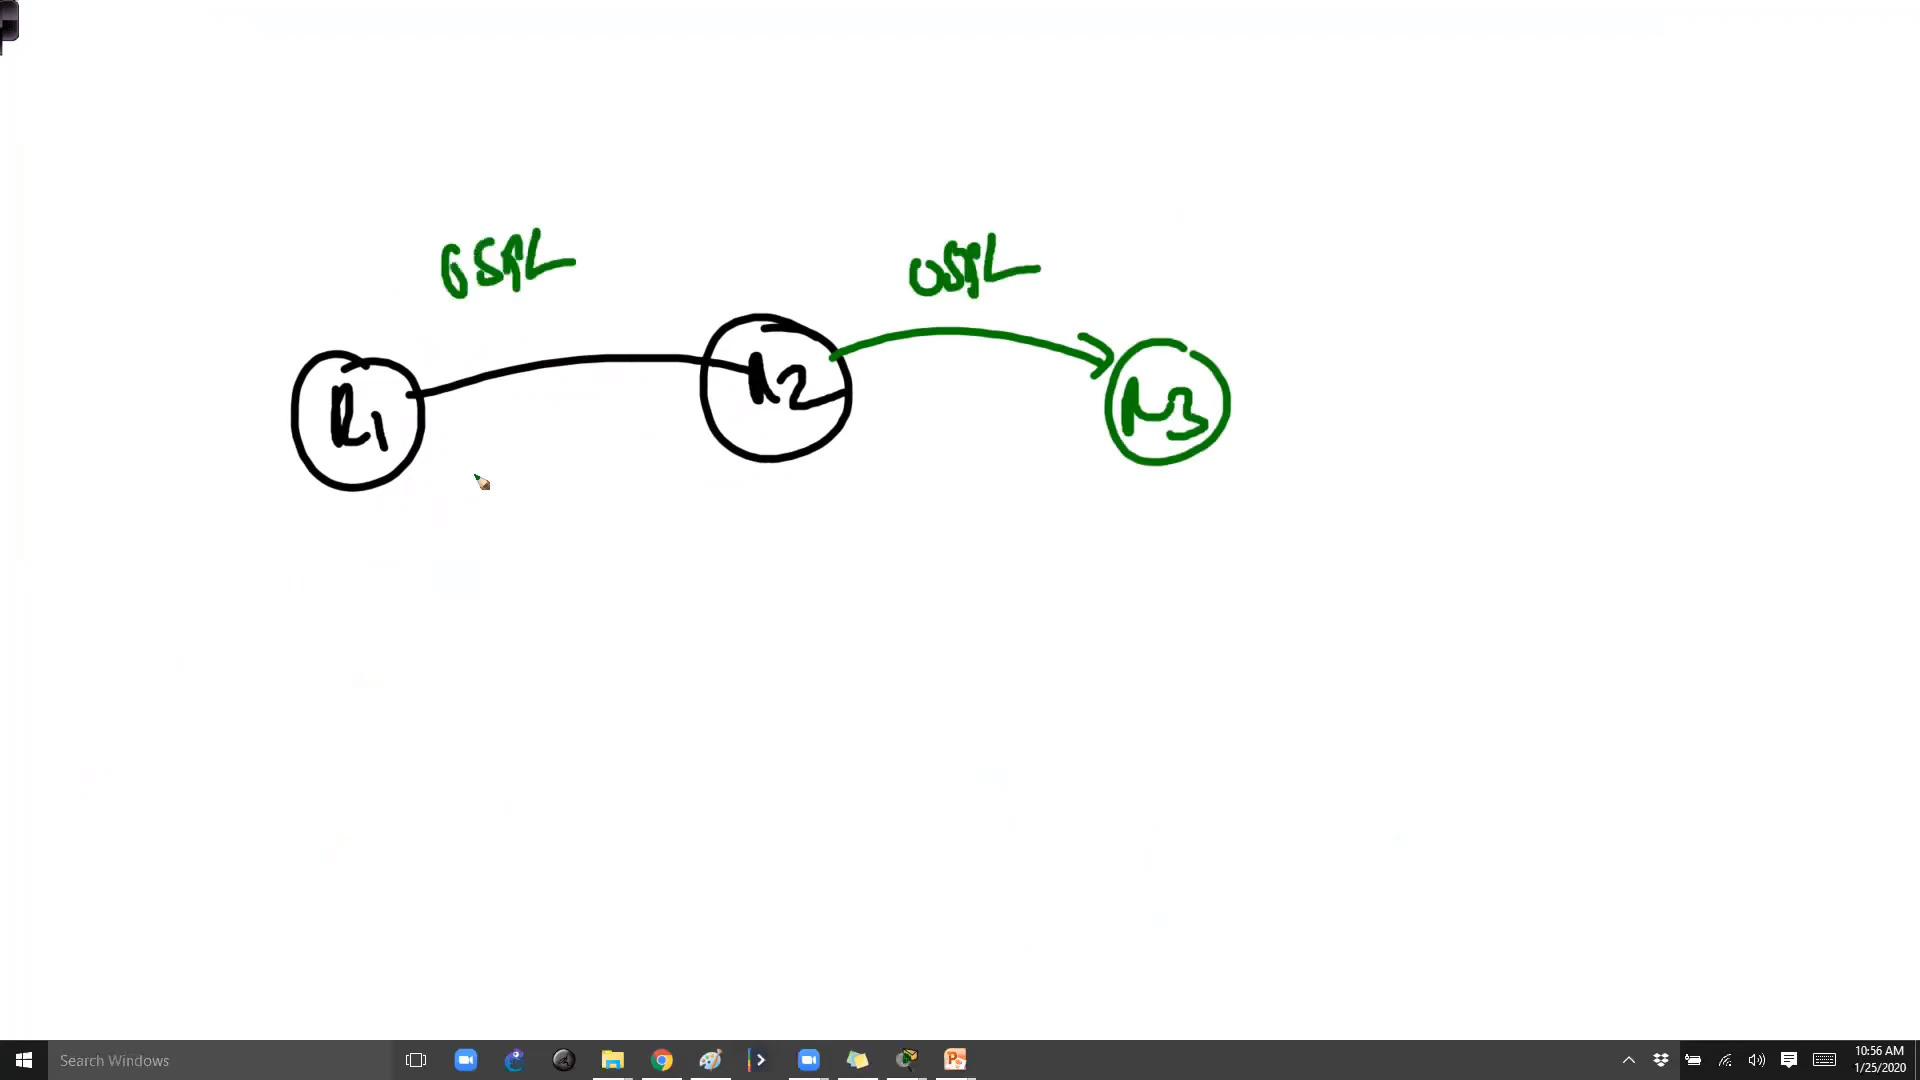 OSPF OSPF
R1 R2 R3
Search Windows
10:56 AM
1/25/2020